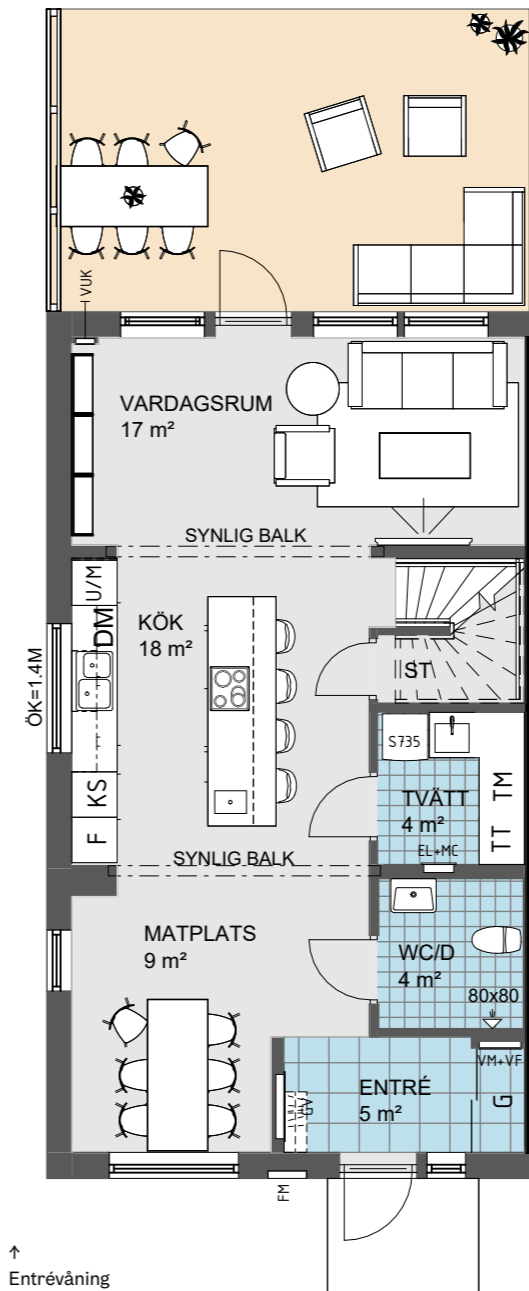 VUK
VARDAGSRUM
17 m²
SYNLIG BALK
U/M
DM
KÖK
18 m²
ÖK=1.4M
ST
S735
KS
F
TVÄTT
4 m²
TM
TT
EL+MC
SYNLIG BALK
MATPLATS
9 m²
WC/D
4 m²
80x80
VM+VF
ENTRÉ
5 m²
G
GV
FM
↑
Entrévåning